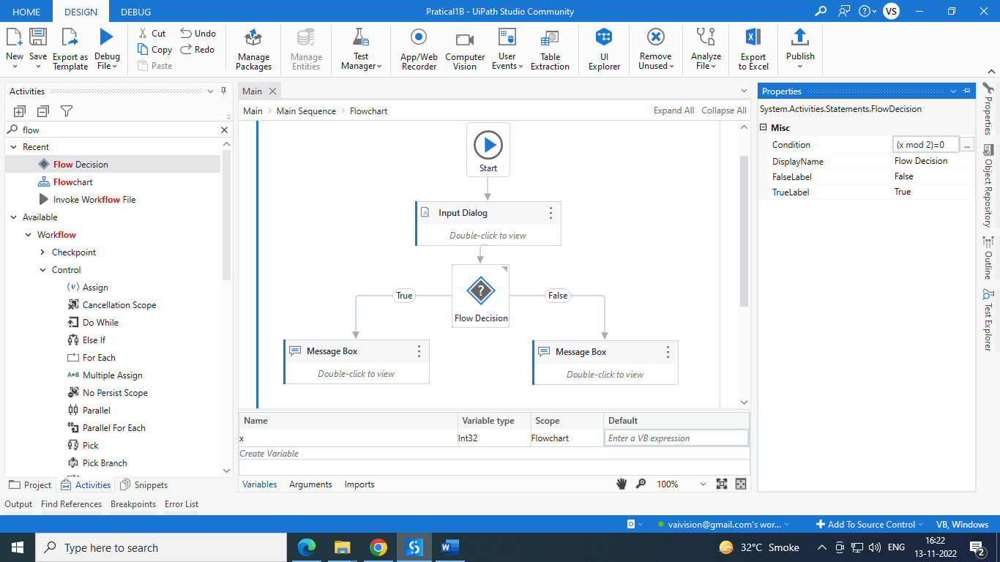 HOME DESIGN DEBUG Pratical1B - UiPath Studio Community VS
New Save Export as Template Debug File Cut Copy Paste Undo Redo Manage Packages Manage Entities Test Manager App/Web Recorder Computer Vision User Events Table Extraction UI Explorer Remove Unused Analyze File Export to Excel Publish
Activities
flow
Recent
Flow Decision
Flowchart
Invoke Workflow File
Available
Workflow
Checkpoint
Control
Assign
Cancellation Scope
Do While
Else If
For Each
Multiple Assign
No Persist Scope
Parallel
Parallel For Each
Pick
Pick Branch
Project Activities Snippets
Main
Main Main Sequence Flowchart Expand All Collapse All
Start
Input Dialog
Double-click to view
True ? False
Flow Decision
Message Box Message Box
Double-click to view Double-click to view
Name Variable type Scope Default
x Int32 Flowchart Enter a VB expression
Create Variable
Variables Arguments Imports 100%
Properties
System.Activities.Statements.FlowDecision
Misc
Condition (x mod 2)=0 ...
DisplayName Flow Decision
FalseLabel False
TrueLabel True
Properties
Object Repository
Outline
Test Explorer
Output Find References Breakpoints Error List
vaivision@gmail.com's wor... Add To Source Control VB, Windows
Type here to search 32°C Smoke ENG 16:22 13-11-2022 2